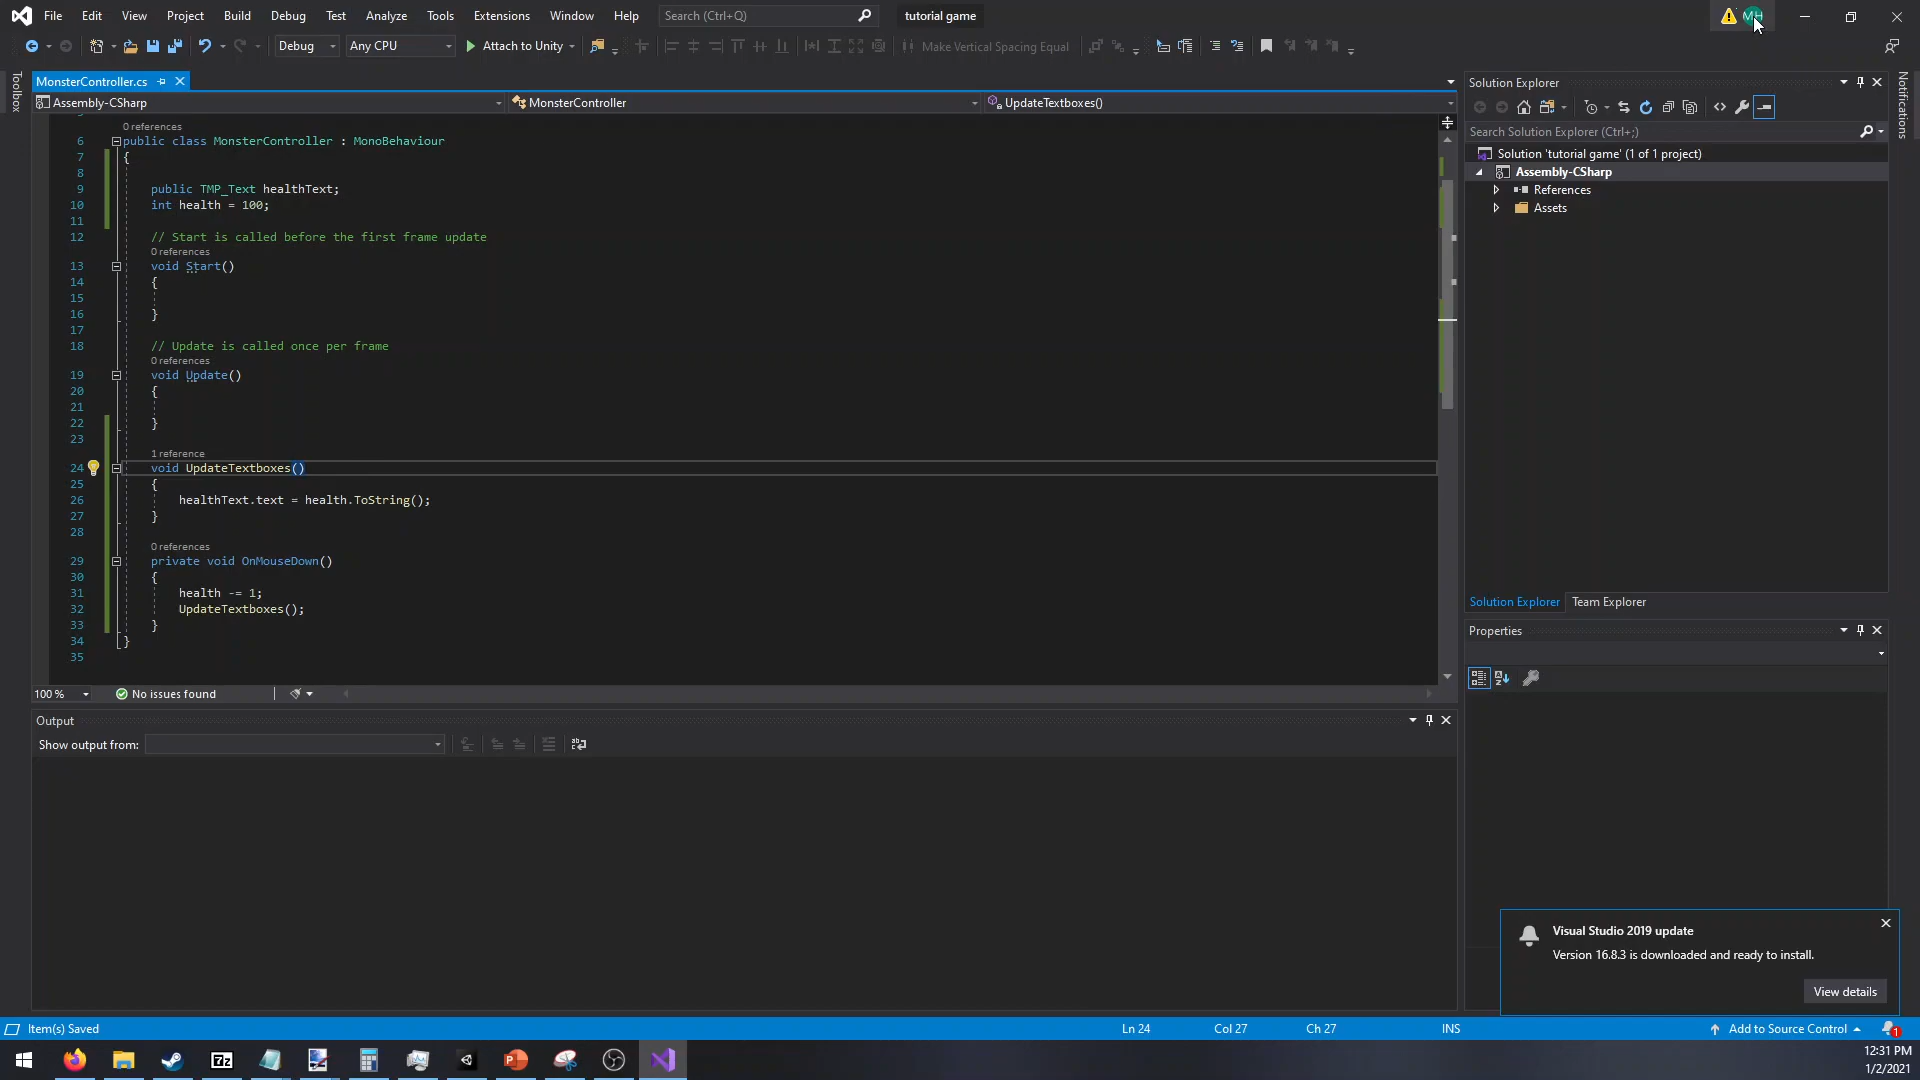 File Edit View Project Build Debug Test Analyze Tools Extensions Window Help Search (Ctrl+Q) tutorial game MH
Debug Any CPU Attach to Unity Make Vertical Spacing Equal
Toolbox
MonsterController.cs
Assembly-CSharp MonsterController UpdateTextboxes()
0 references
6 public class MonsterController : MonoBehaviour
7 {
8
9 public TMP_Text healthText;
10 int health = 100;
11
12 // Start is called before the first frame update
0 references
13 void Start()
14 {
15
16 }
17
18 // Update is called once per frame
0 references
19 void Update()
20 {
21
22 }
23
1 reference
24 void UpdateTextboxes()
25 {
26 healthText.text = health.ToString();
27 }
28
0 references
29 private void OnMouseDown()
30 {
31 health -= 1;
32 UpdateTextboxes();
33 }
34 }
35
100 % No issues found
Output
Show output from:
Solution Explorer
Search Solution Explorer (Ctrl+;)
Solution 'tutorial game' (1 of 1 project)
Assembly-CSharp
References
Assets
Solution Explorer Team Explorer
Properties
Notifications
Visual Studio 2019 update
Version 16.8.3 is downloaded and ready to install.
View details
Item(s) Saved Ln 24 Col 27 Ch 27 INS Add to Source Control 1
7z
12:31 PM
1/2/2021